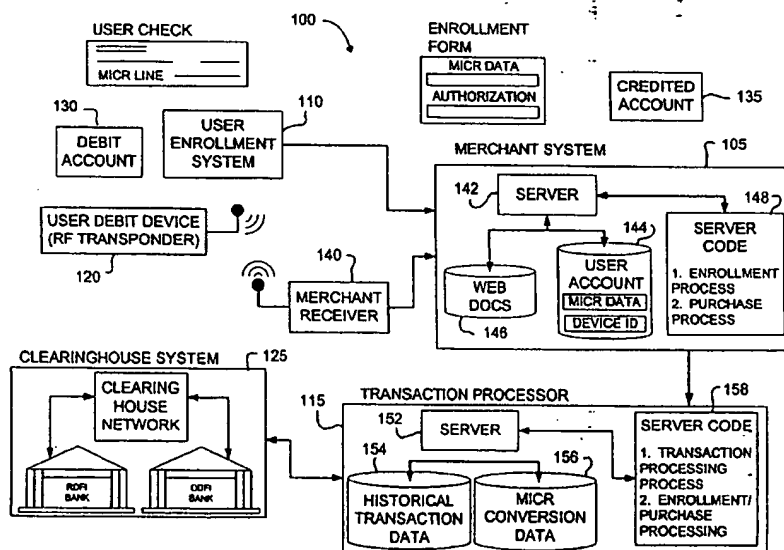 USER CHECK
MICR LINE
100
ENROLLMENT
FORM
MICR DATA
AUTHORIZATION
CREDITED
ACCOUNT
135
130
DEBIT
ACCOUNT
USER
ENROLLMENT
SYSTEM
110
MERCHANT SYSTEM
105
142
SERVER
148
SERVER
CODE
1. ENROLLMENT
PROCESS
2. PURCHASE
PROCESS
144
USER
ACCOUNT
MICR DATA
DEVICE ID
WEB
DOCS
146
USER DEBIT DEVICE
(RF TRANSPONDER)
120
140
MERCHANT
RECEIVER
CLEARINGHOUSE SYSTEM
125
CLEARING
HOUSE
NETWORK
RDFI
BANK
ODFI
BANK
TRANSACTION PROCESSOR
115
152
SERVER
158
SERVER CODE
1. TRANSACTION
PROCESSING
PROCESS
2. ENROLLMENT/
PURCHASE
PROCESSING
154
HISTORICAL
TRANSACTION
DATA
156
MICR
CONVERSION
DATA